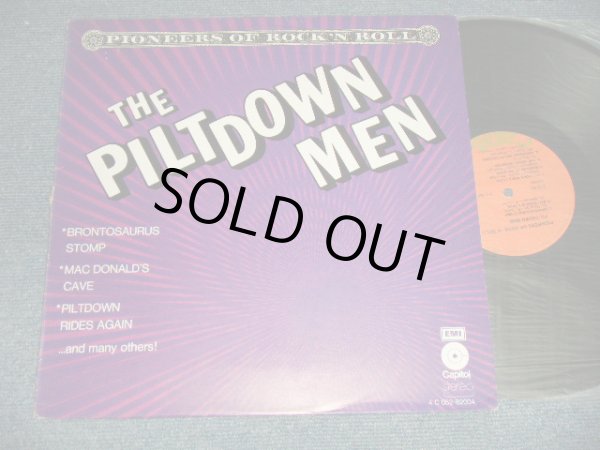 PIONEERS OF ROCK'N ROLL
THE
PILTDOWN
MEN
SOLD OUT
*BRONTOSAURUS
STOMP
*MAC DONALD'S
CAVE
*PILTDOWN
RIDES AGAIN
...and many others!
EMI
Capitol
Stereo